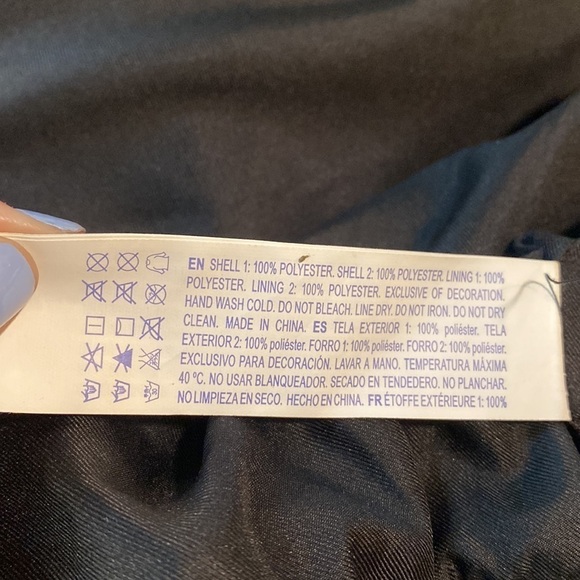 EN SHELL 1: 100% POLYESTER. SHELL 2: 100% POLYESTER. LINING 1: 100%
POLYESTER. LINING 2: 100% POLYESTER. EXCLUSIVE OF DECORATION.
HAND WASH COLD. DO NOT BLEACH. LINE DRY. DO NOT IRON. DO NOT DRY
CLEAN. MADE IN CHINA. ES TELA EXTERIOR 1: 100% poliéster. TELA
EXTERIOR 2: 100% poliéster. FORRO 1: 100% poliéster. FORRO 2: 100% poliéster.
EXCLUSIVO PARA DECORACIÓN. LAVAR A MANO. TEMPERATURA MÁXIMA
40 ºC. NO USAR BLANQUEADOR. SECADO EN TENDEDERO. NO PLANCHAR.
NO LIMPIEZA EN SECO. HECHO EN CHINA. FR ÉTOFFE EXTÉRIEURE 1: 100%